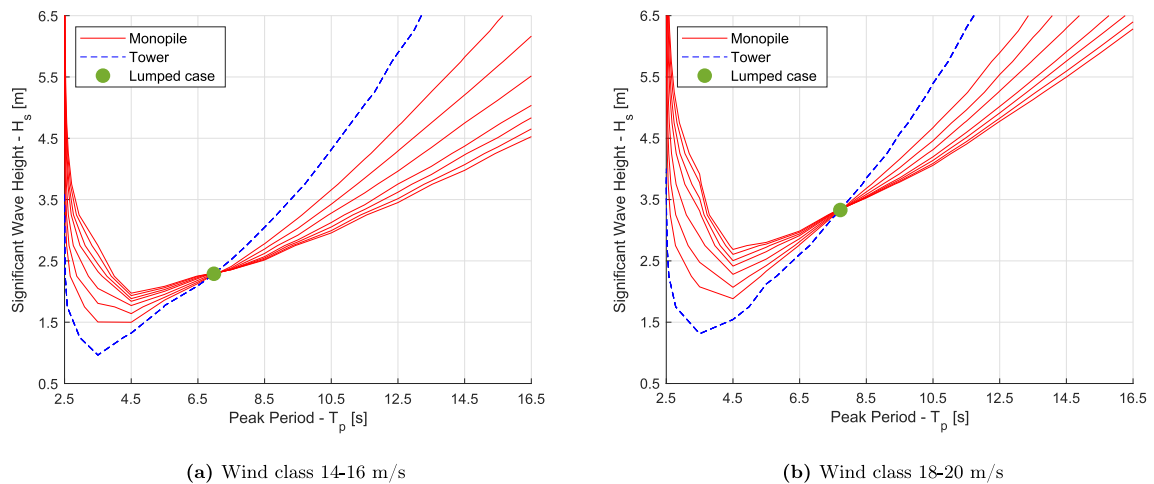 6.5
5.5
4.5
3.5
2.5
1.5
0.5
Significant Wave Height - H_s [m]
Monopile
Tower
Lumped case
2.5 4.5 6.5 8.5 10.5 12.5 14.5 16.5
Peak Period - T_p [s]
(a) Wind class 14-16 m/s
6.5
5.5
4.5
3.5
2.5
1.5
0.5
Significant Wave Height - H_s [m]
Monopile
Tower
Lumped case
2.5 4.5 6.5 8.5 10.5 12.5 14.5 16.5
Peak Period - T_p [s]
(b) Wind class 18-20 m/s